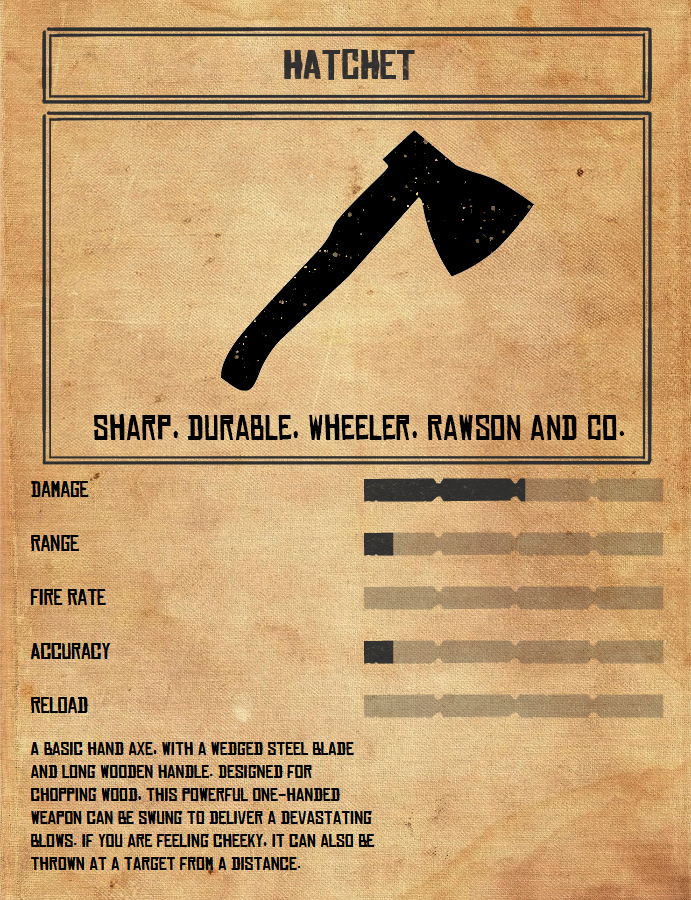 HATCHET
SHARP. DURABLE. WHEELER, RAWSON AND CO.
DAMAGE
RANGE
FIRE RATE
ACCURACY
RELOAD
A BASIC HAND AXE, WITH A WEDGED STEEL BLADE
AND LONG WOODEN HANDLE. DESIGNED FOR
CHOPPING WOOD, THIS POWERFUL ONE-HANDED
WEAPON CAN BE SWUNG TO DELIVER A DEVASTATING
BLOWS. IF YOU ARE FEELING CHEEKY, IT CAN ALSO BE
THROWN AT A TARGET FROM A DISTANCE.